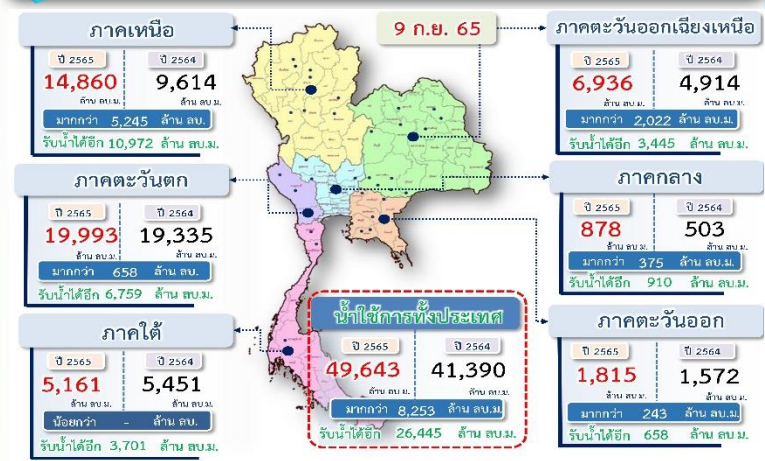 ภาคเหนือ
ปี 2565 ปี 2564
14,860 9,614
ล้าน ลบ.ม. ล้าน ลบ.ม.
มากกว่า 5,245 ล้าน ลบ.
รับน้ำได้อีก 10,972 ล้าน ลบ.ม.
9 ก.ย. 65
ภาคตะวันออกเฉียงเหนือ
ปี 2565 ปี 2564
6,936 4,914
ล้าน ลบ.ม. ล้าน ลบ.ม.
มากกว่า 2,022 ล้าน ลบ.ม.
รับน้ำได้อีก 3,445 ล้าน ลบ.ม.
ภาคตะวันตก
ปี 2565 ปี 2564
19,993 19,335
ล้าน ลบ.ม. ล้าน ลบ.ม.
มากกว่า 658 ล้าน ลบ.
รับน้ำได้อีก 6,759 ล้าน ลบ.ม.
ภาคกลาง
ปี 2565 ปี 2564
878 503
ล้าน ลบ.ม. ล้าน ลบ.ม.
มากกว่า 375 ล้าน ลบ.ม.
รับน้ำได้อีก 910 ล้าน ลบ.ม.
ภาคใต้
ปี 2565 ปี 2564
5,161 5,451
ล้าน ลบ.ม. ล้าน ลบ.ม.
น้อยกว่า - ล้าน ลบ.
รับน้ำได้อีก 3,701 ล้าน ลบ.ม.
น้ำใช้การทั้งประเทศ
ปี 2565 ปี 2564
49,643 41,390
ล้าน ลบ.ม. ล้าน ลบ.ม.
มากกว่า 8,253 ล้าน ลบ.ม.
รับน้ำได้อีก 26,445 ล้าน ลบ.ม.
ภาคตะวันออก
ปี 2565 ปี 2564
1,815 1,572
ล้าน ลบ.ม. ล้าน ลบ.ม.
มากกว่า 243 ล้าน ลบ.ม.
รับน้ำได้อีก 658 ล้าน ลบ.ม.